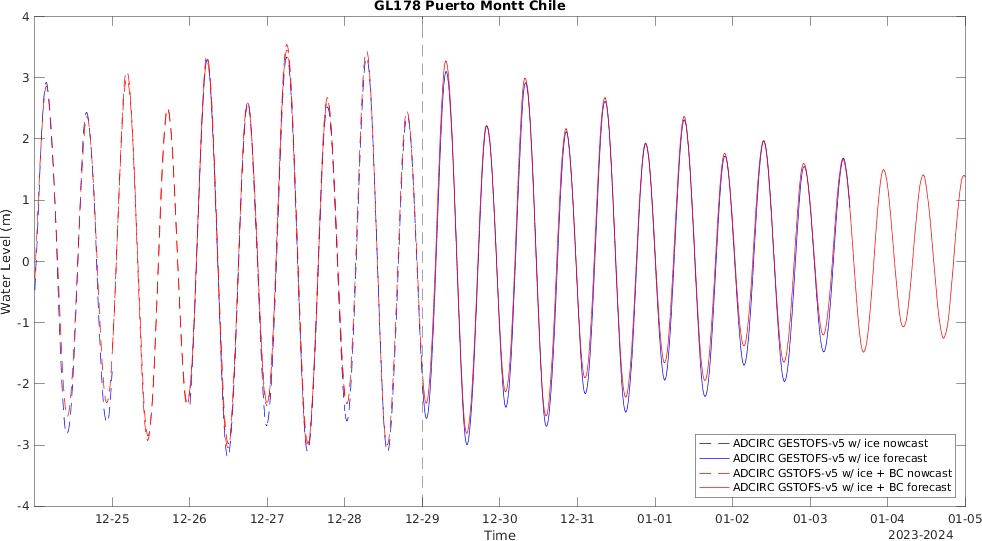 GL178 Puerto Montt Chile
4
3
2
1
0
-1
-2
-3
-4
Water Level (m)
ADCIRC GESTOFS-v5 w/ ice nowcast
ADCIRC GESTOFS-v5 w/ ice forecast
ADCIRC GSTOFS-v5 w/ ice + BC nowcast
ADCIRC GSTOFS-v5 w/ ice + BC forecast
12-25 12-26 12-27 12-28 12-29 12-30 12-31 01-01 01-02 01-03 01-04 01-05
Time
2023-2024